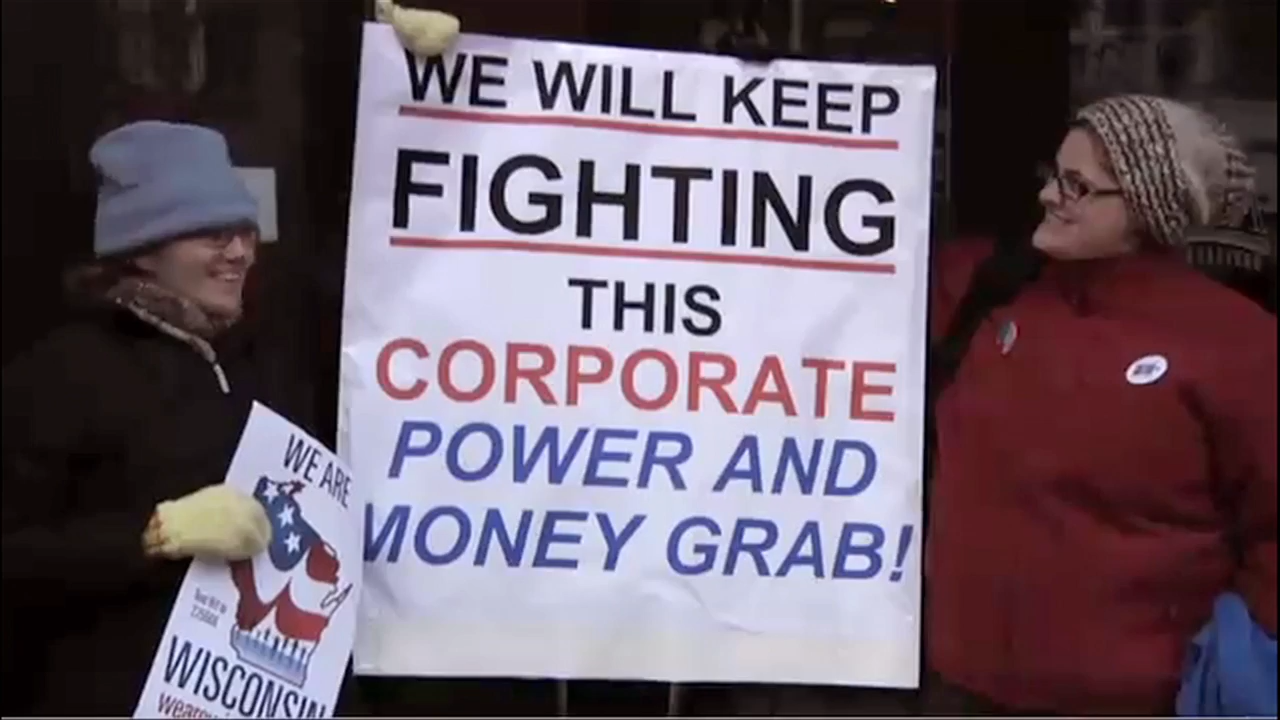 WE WILL KEEP
FIGHTING
THIS
CORPORATE
POWER AND
MONEY GRAB!
WE ARE
WISCONSIN